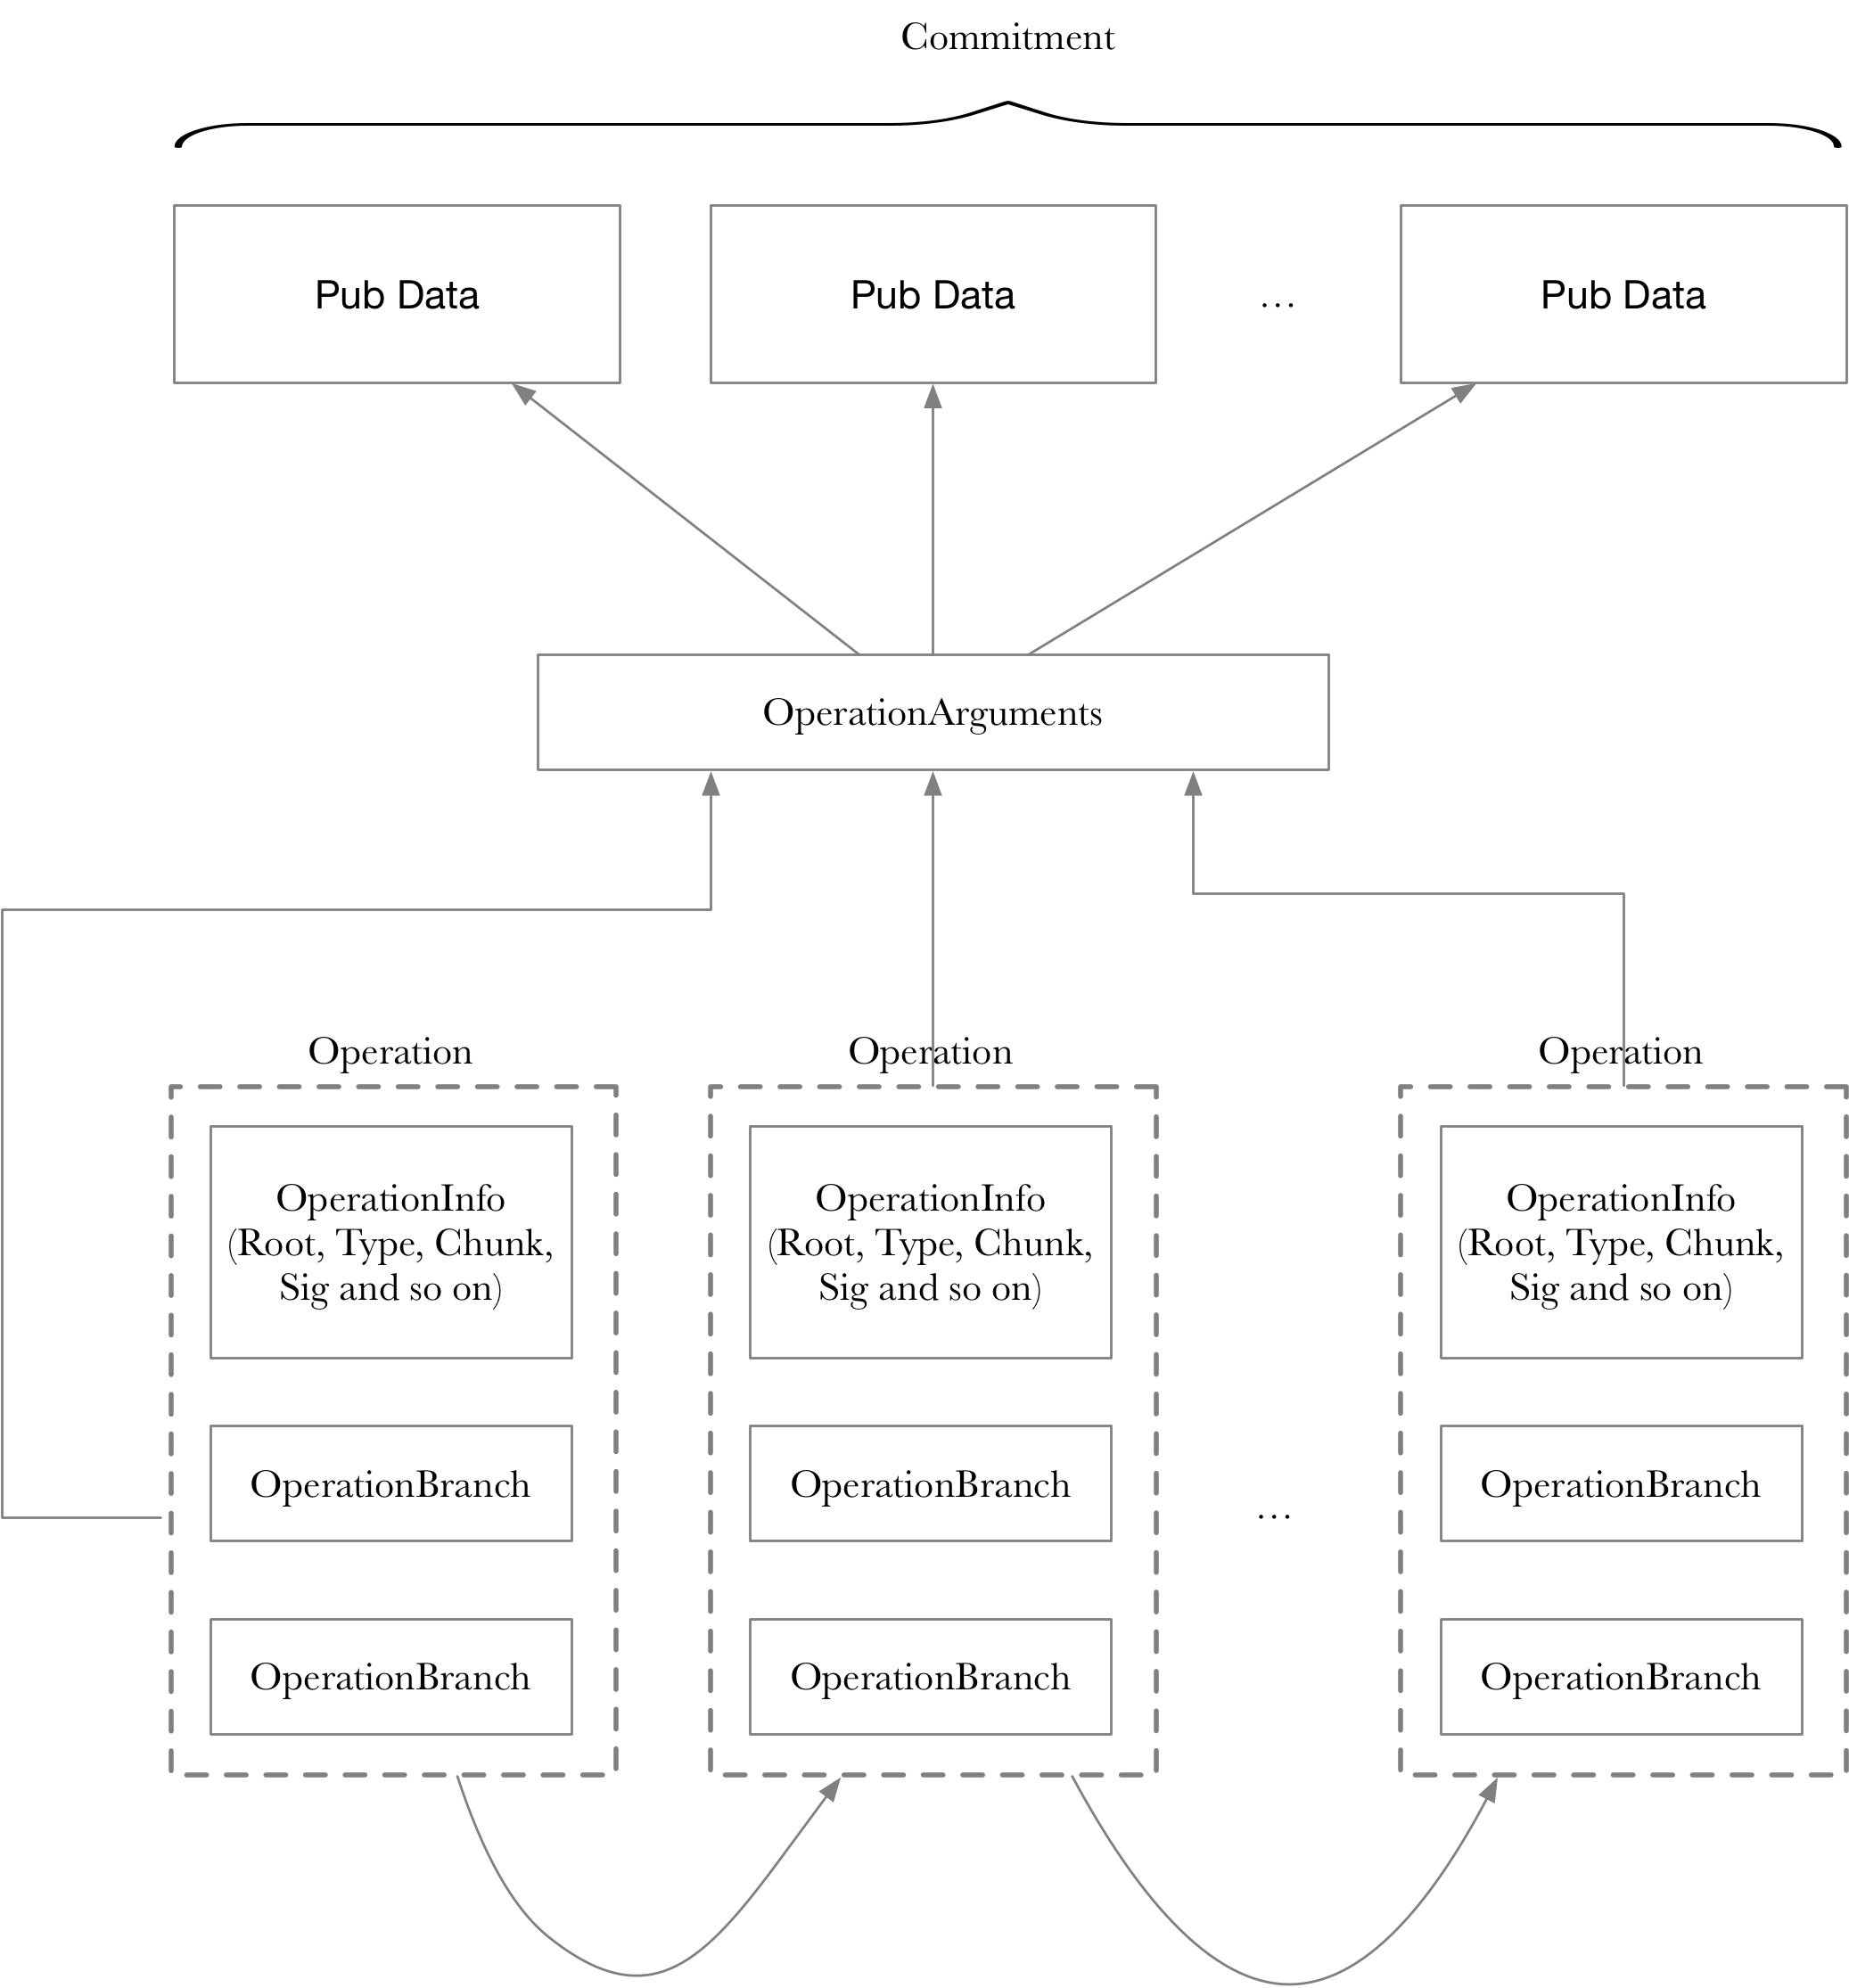 Commitment
Pub Data
Pub Data
...
Pub Data
OperationArguments
Operation
Operation
Operation
OperationInfo
(Root, Type, Chunk,
Sig and so on)
OperationInfo
(Root, Type, Chunk,
Sig and so on)
OperationInfo
(Root, Type, Chunk,
Sig and so on)
OperationBranch
OperationBranch
...
OperationBranch
OperationBranch
OperationBranch
OperationBranch